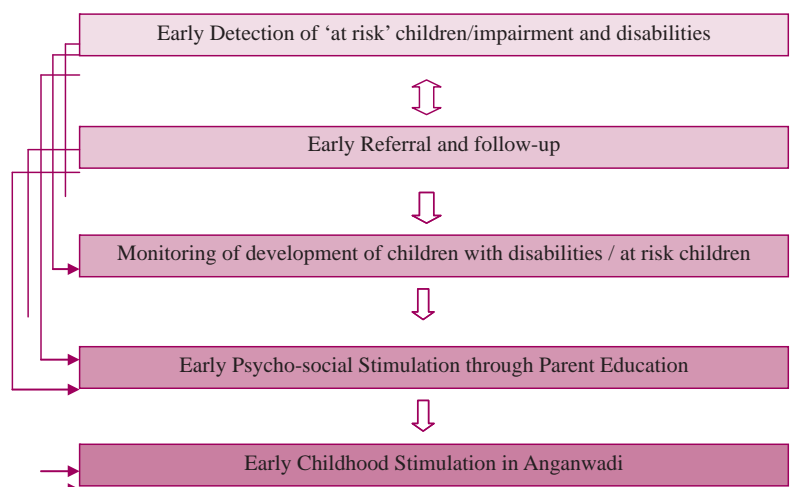 Early Detection of ‘at risk’ children/impairment and disabilities
Early Referral and follow-up
Monitoring of development of children with disabilities / at risk children
Early Psycho-social Stimulation through Parent Education
Early Childhood Stimulation in Anganwadi